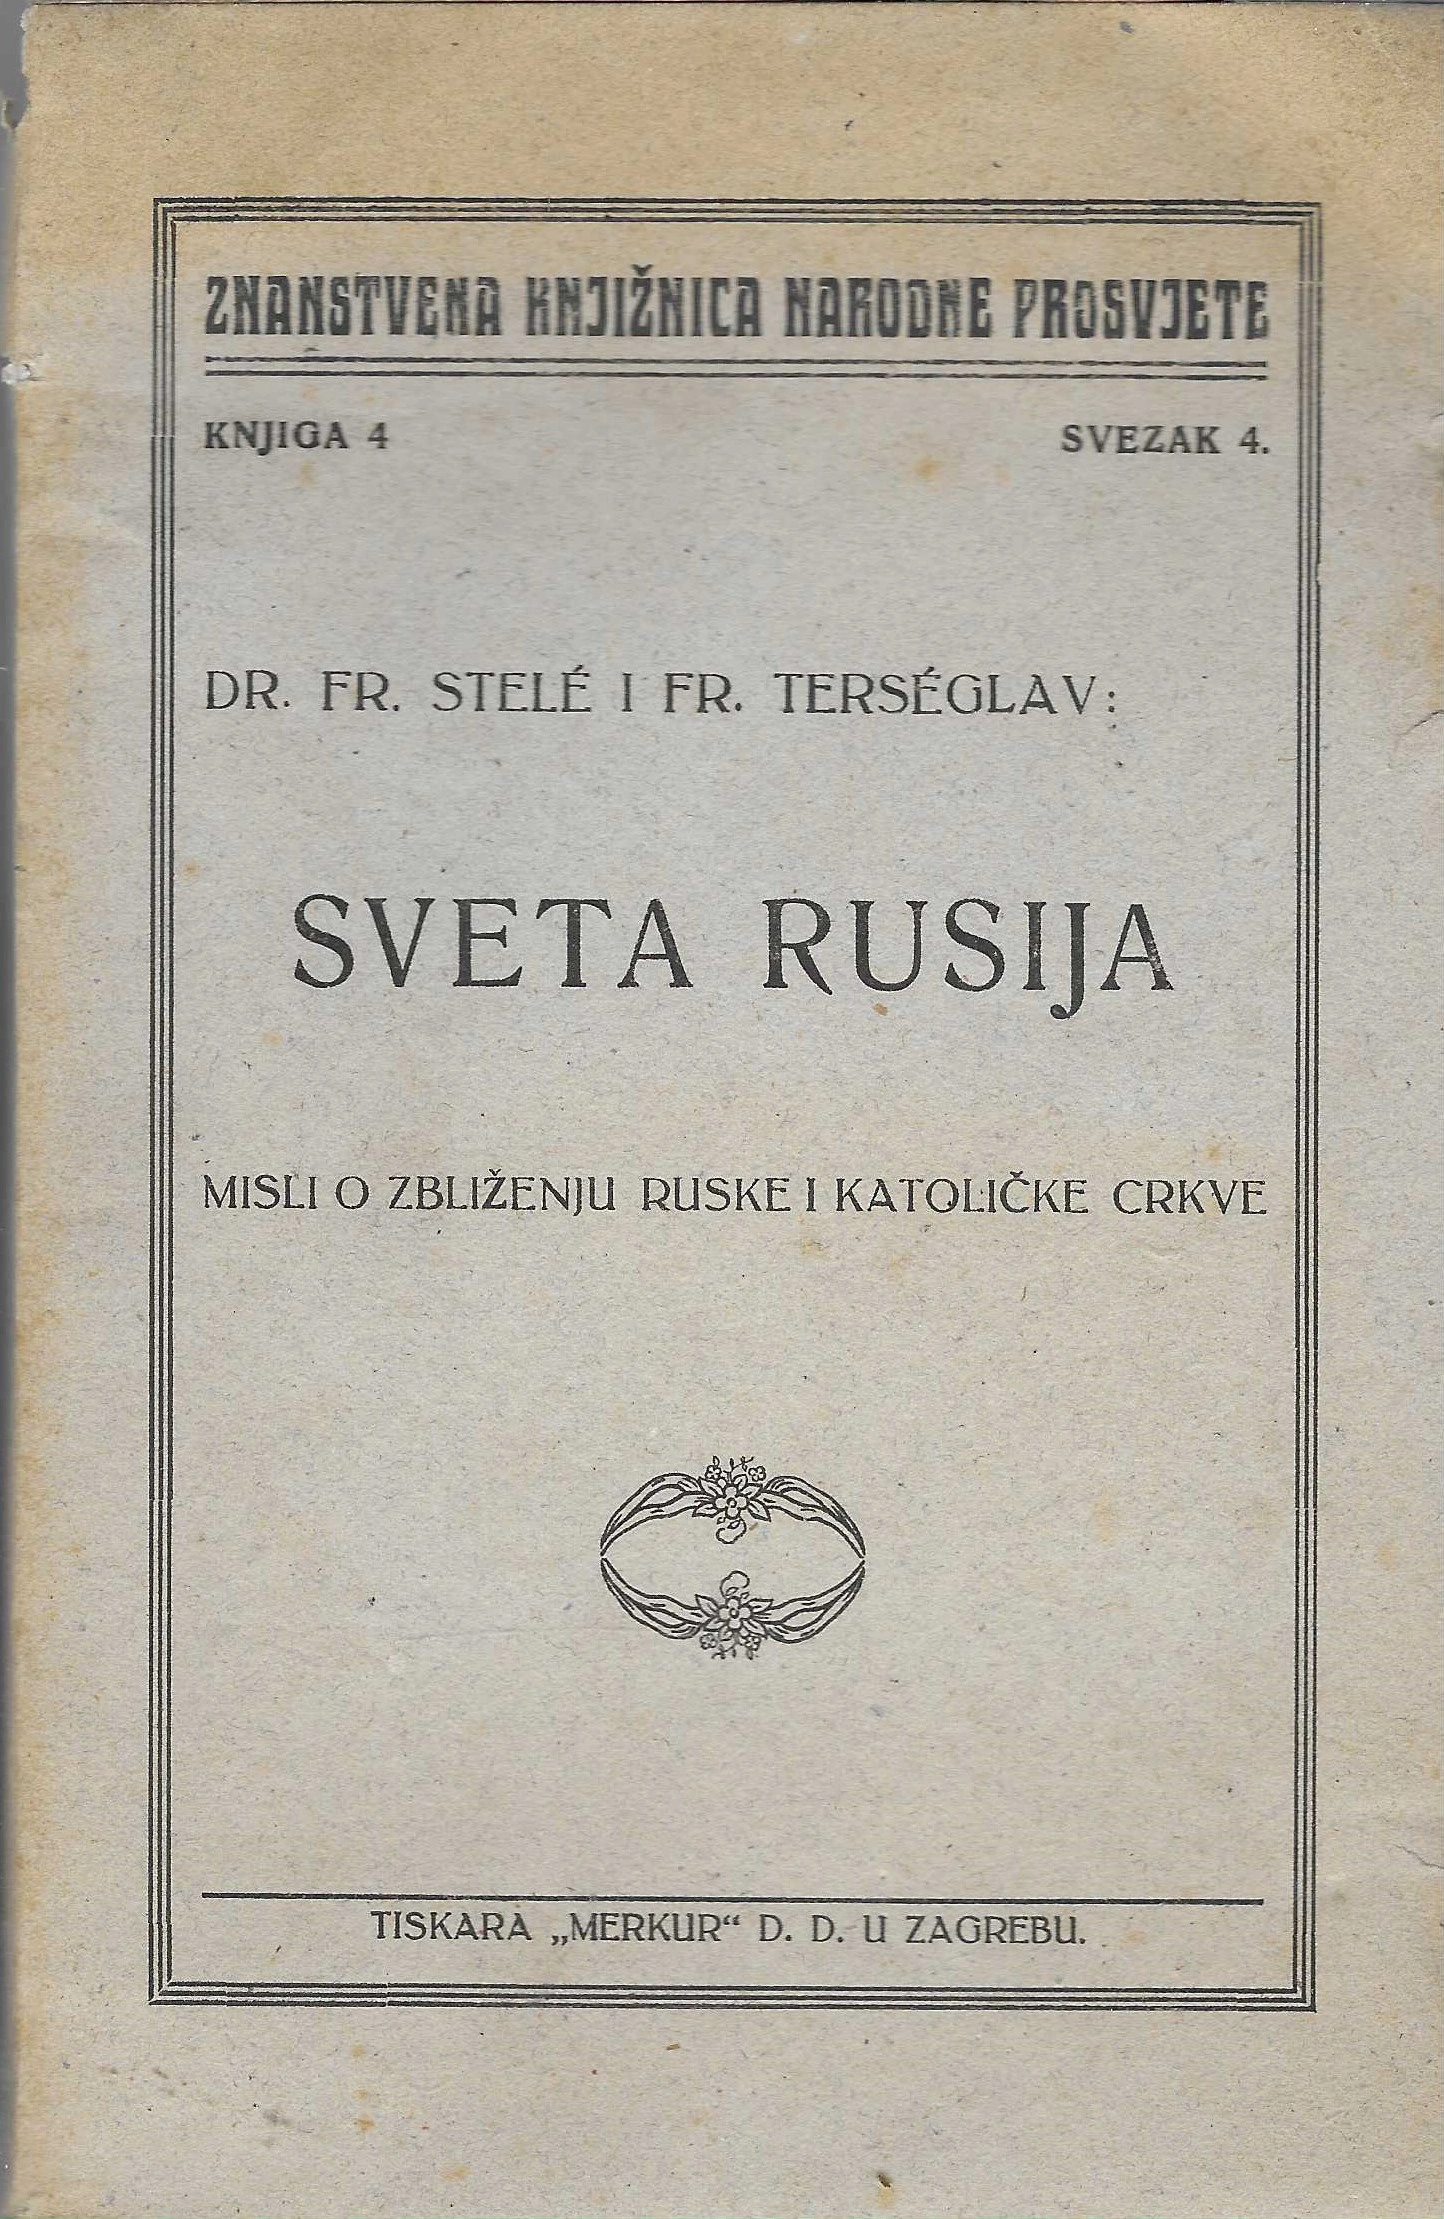 ZNANSTVENA KNJIŽNICA NARODNE PROSVJETE
KNJIGA 4 SVEZAK 4.
DR. FR. STELÉ I FR. TERSÉGLAV:
SVETA RUSIJA
MISLI O ZBLIŽENJU RUSKE I KATOLIČKE CRKVE
TISKARA „MERKUR“ D. D. U ZAGREBU.